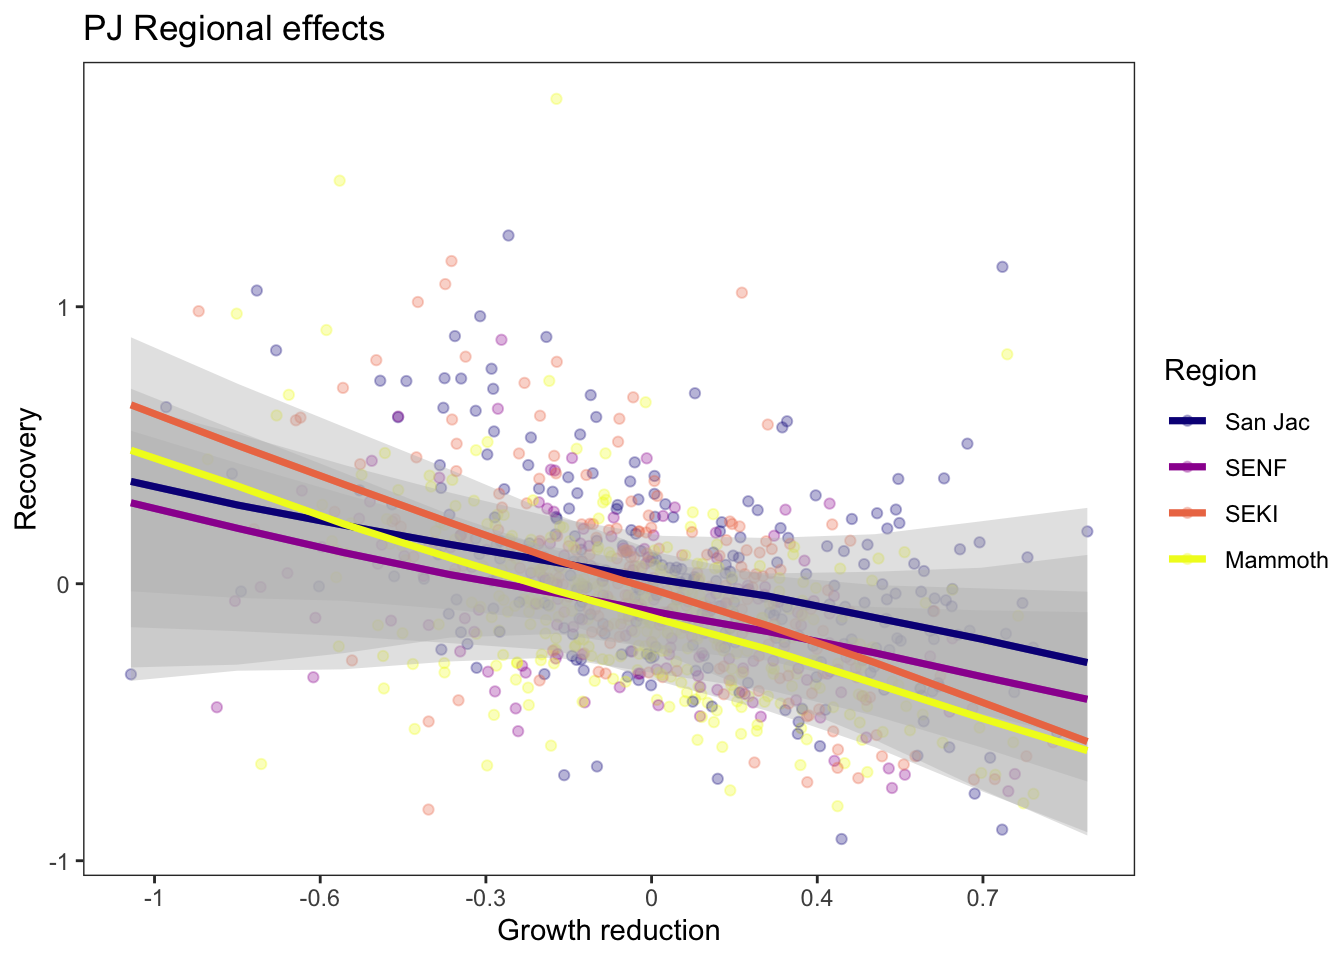 PJ Regional effects
1
0
-1
Recovery
-1
-0.6
-0.3
0
0.4
0.7
Growth reduction
Region
San Jac
SENF
SEKI
Mammoth